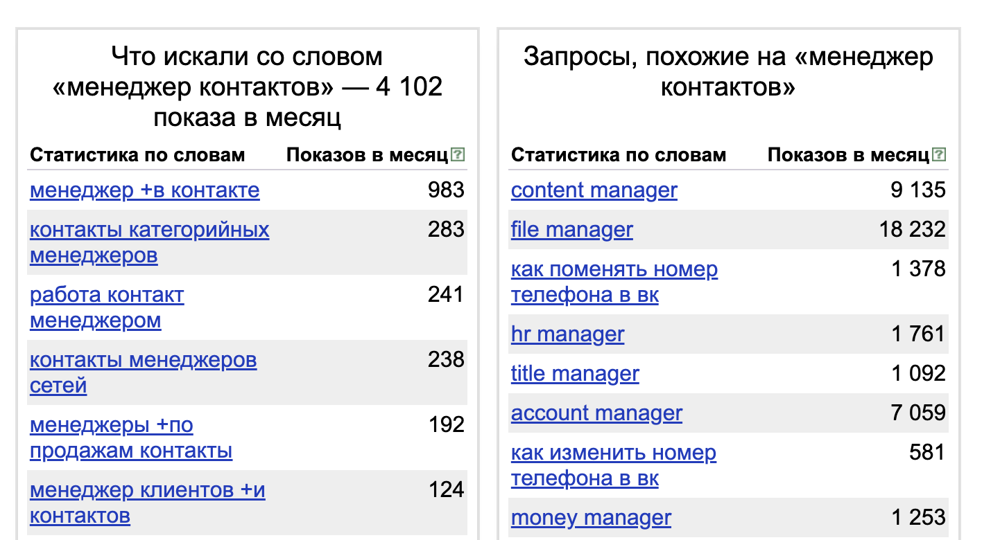 Что искали со словом
«менеджер контактов» — 4 102
показа в месяц
Статистика по словам Показов в месяц
менеджер +в контакте 983
контакты категорийных 283
менеджеров
работа контакт 241
менеджером
контакты менеджеров 238
сетей
менеджеры +по 192
продажам контакты
менеджер клиентов +и 124
контактов
Запросы, похожие на «менеджер
контактов»
Статистика по словам Показов в месяц
content manager 9 135
file manager 18 232
как поменять номер 1 378
телефона в вк
hr manager 1 761
title manager 1 092
account manager 7 059
как изменить номер 581
телефона в вк
money manager 1 253